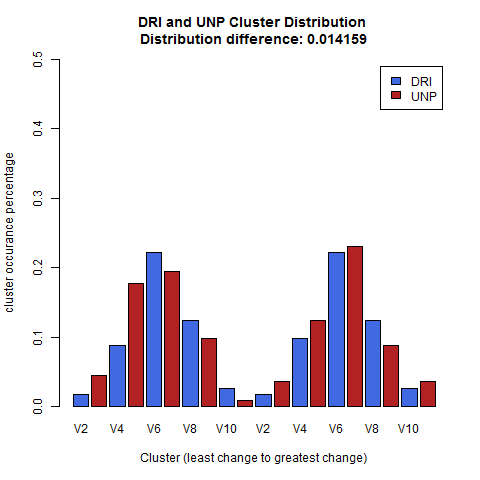 DRI and UNP Cluster Distribution
Distribution difference: 0.014159
DRI
UNP
cluster occurance percentage
0.5
0.4
0.3
0.2
0.1
0.0
V2 V4 V6 V8 V10 V2 V4 V6 V8 V10
Cluster (least change to greatest change)